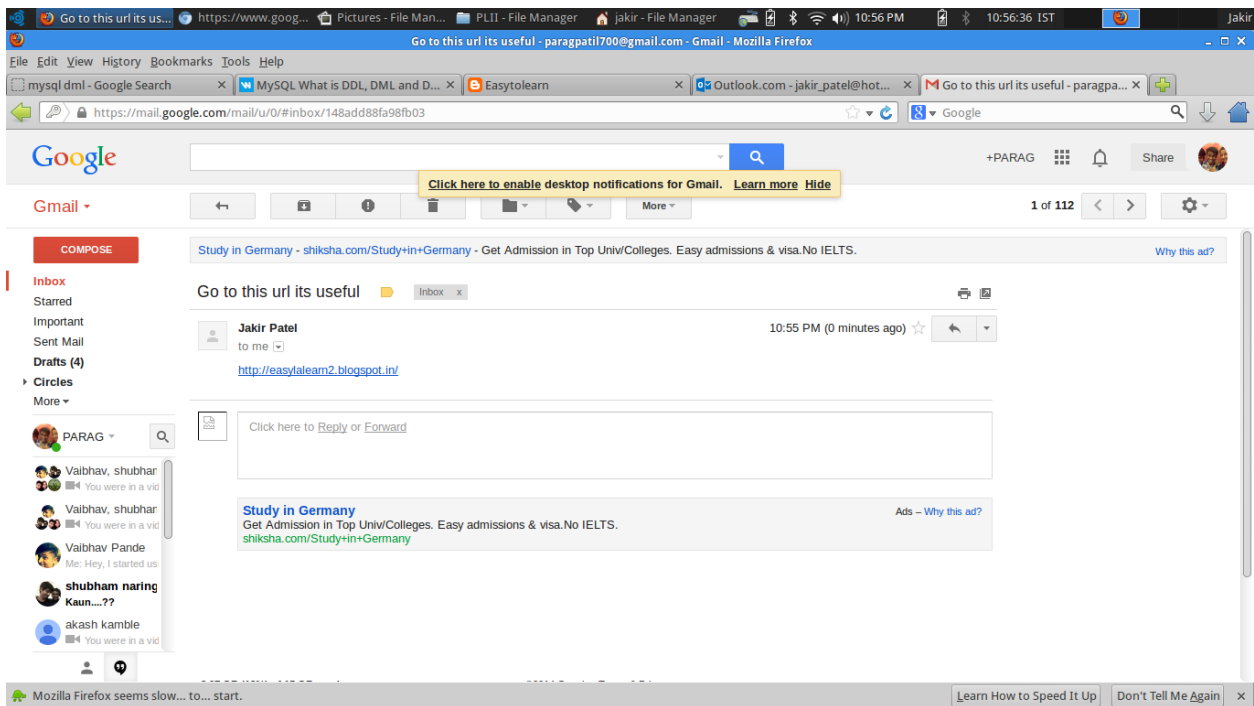 Go to this url its us... https://www.goog... Pictures - File Man... PLII - File Manager jakir - File Manager 10:56 PM 10:56:36 IST Jakir
Go to this url its useful - paragpatil700@gmail.com - Gmail - Mozilla Firefox
File Edit View History Bookmarks Tools Help
mysql dml - Google Search MySQL What is DDL, DML and D... Easytolearn Outlook.com - jakir_patel@hot... Go to this url its useful - paragpa...
https://mail.google.com/mail/u/0/#inbox/148add88fa98fb03 Google
Google +PARAG Share
Click here to enable desktop notifications for Gmail. Learn more Hide
Gmail More 1 of 112
COMPOSE
Study in Germany - shiksha.com/Study+in+Germany - Get Admission in Top Univ/Colleges. Easy admissions & visa.No IELTS. Why this ad?
Inbox
Starred
Important
Sent Mail
Drafts (4)
Circles
More
Go to this url its useful Inbox x
Jakir Patel 10:55 PM (0 minutes ago)
to me
http://easylalearn2.blogspot.in/
Click here to Reply or Forward
PARAG
Vaibhav, shubhar
You were in a vid
Vaibhav, shubhar
You were in a vid
Vaibhav Pande
Me: Hey, I started us
shubham naring
Kaun....??
akash kamble
You were in a vid
Study in Germany Ads – Why this ad?
Get Admission in Top Univ/Colleges. Easy admissions & visa.No IELTS.
shiksha.com/Study+in+Germany
Mozilla Firefox seems slow... to... start. Learn How to Speed It Up Don't Tell Me Again